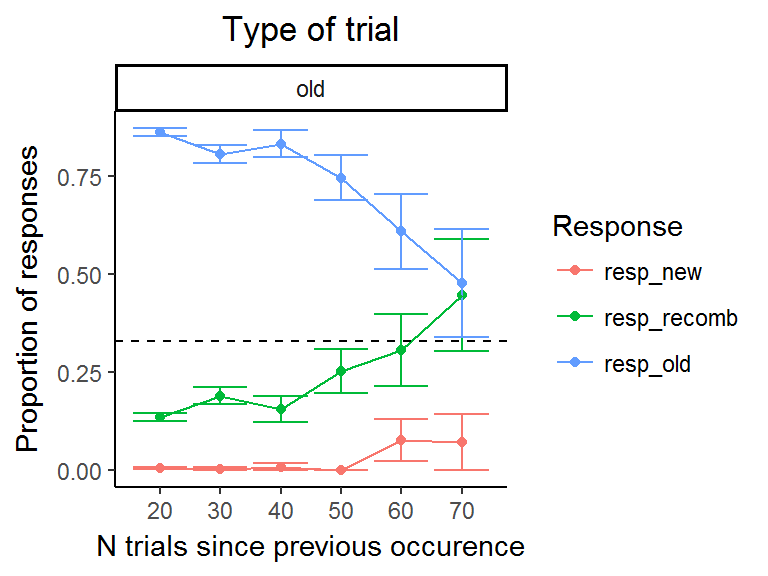 Type of trial
old
Proportion of responses
0.75
0.50
0.25
0.00
20 30 40 50 60 70
N trials since previous occurence
Response
resp_new
resp_recomb
resp_old